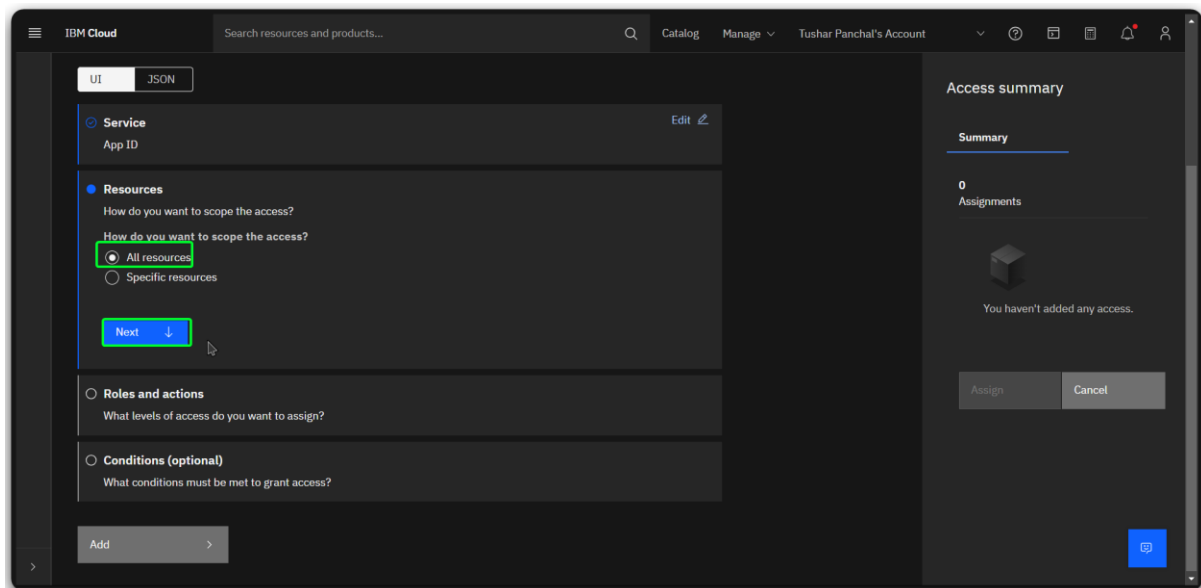 IBM Cloud
Search resources and products...
Catalog
Manage
Tushar Panchal's Account
UI
JSON
Service
Edit
App ID
Resources
How do you want to scope the access?
How do you want to scope the access?
All resources
Specific resources
Next
Roles and actions
What levels of access do you want to assign?
Conditions (optional)
What conditions must be met to grant access?
Add
Access summary
Summary
0
Assignments
You haven't added any access.
Assign
Cancel